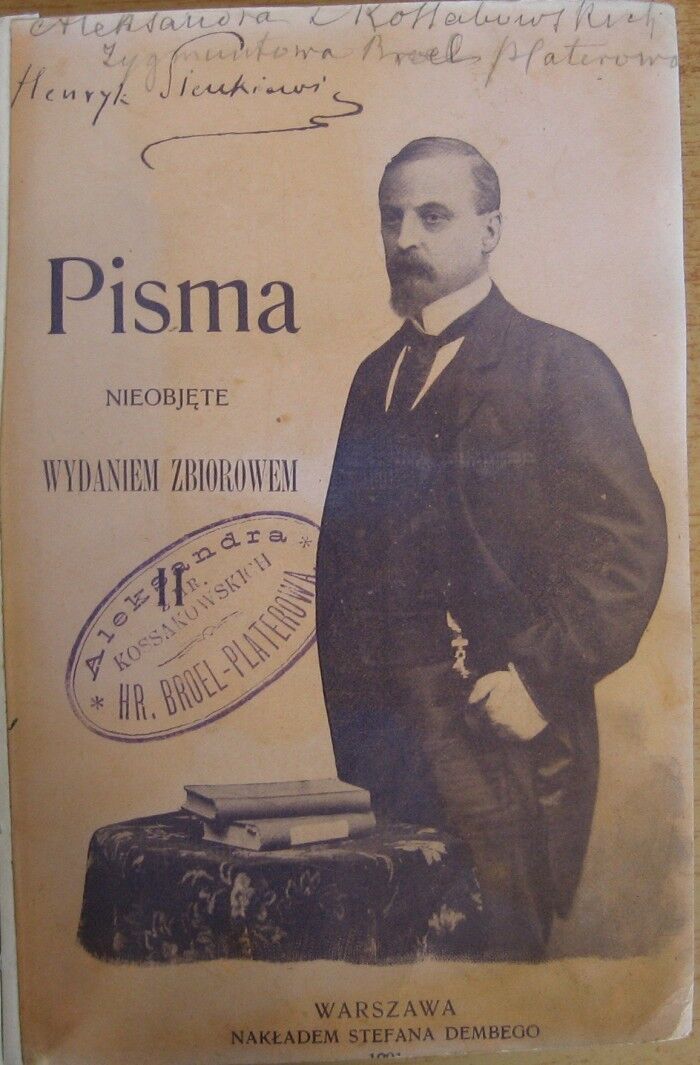 Aleksandra z Kossakowskich
Zygmuntowa Broel Platerowa
Henryk Sienkiewicz
Pisma
NIEOBJĘTE
WYDANIEM ZBIOROWEM
II
* Aleksandra *
Z HR.
KOSSAKOWSKICH
HR. BROEL-PLATEROWA
WARSZAWA
NAKŁADEM STEFANA DEMBEGO